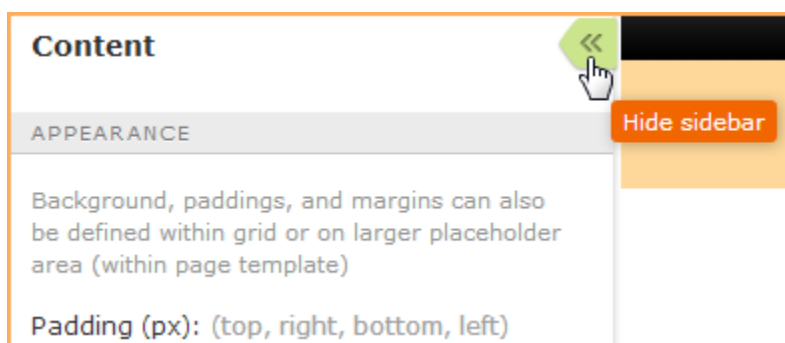 Content
«
Hide sidebar
APPEARANCE
Background, paddings, and margins can also
be defined within grid or on larger placeholder
area (within page template)
Padding (px): (top, right, bottom, left)